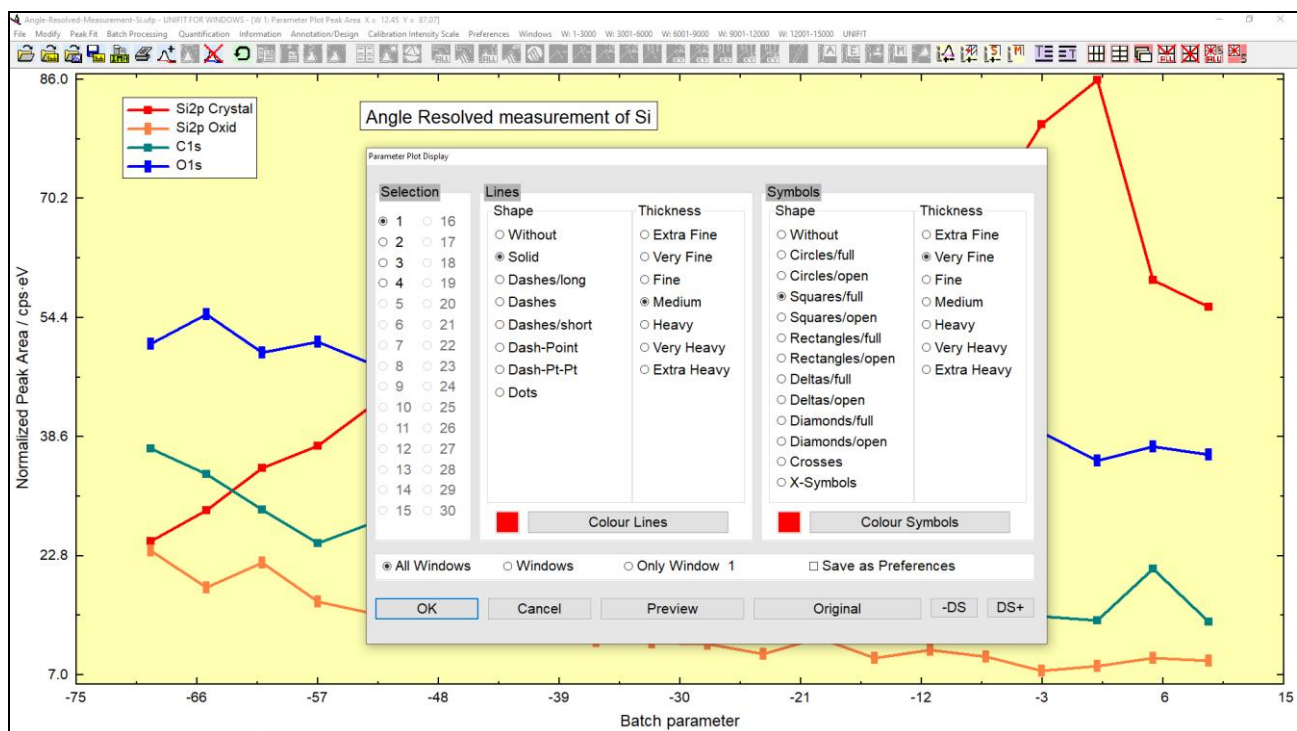 Angle-Resolved-Measurement-Si.ufp - UNIFIT FOR WINDOWS - [W 1: Parameter Plot Peak Area X = 12.45 Y = 87.07]
File Modify Peak Fit Batch Processing Quantification Information Annotation/Design Calibration Intensity Scale Preferences Windows W: 1-3000 W: 3001-6000 W: 6001-9000 W: 9001-12000 W: 12001-15000 UNIFIT
86.0
70.2
54.4
38.6
22.8
7.0
Normalized Peak Area / cps·eV
Si2p Crystal
Si2p Oxid
C1s
O1s
Angle Resolved measurement of Si
Parameter Plot Display
Selection
1 16
2 17
3 18
4 19
5 20
6 21
7 22
8 23
9 24
10 25
11 26
12 27
13 28
14 29
15 30
Lines
Shape
Without
Solid
Dashes/long
Dashes
Dashes/short
Dash-Point
Dash-Pt-Pt
Dots
Thickness
Extra Fine
Very Fine
Fine
Medium
Heavy
Very Heavy
Extra Heavy
Colour Lines
Symbols
Shape
Without
Circles/full
Circles/open
Squares/full
Squares/open
Rectangles/full
Rectangles/open
Deltas/full
Deltas/open
Diamonds/full
Diamonds/open
Crosses
X-Symbols
Thickness
Extra Fine
Very Fine
Fine
Medium
Heavy
Very Heavy
Extra Heavy
Colour Symbols
All Windows Windows Only Window 1 Save as Preferences
OK Cancel Preview Original -DS DS+
-75 -66 -57 -48 -39 -30 -21 -12 -3 6 15
Batch parameter